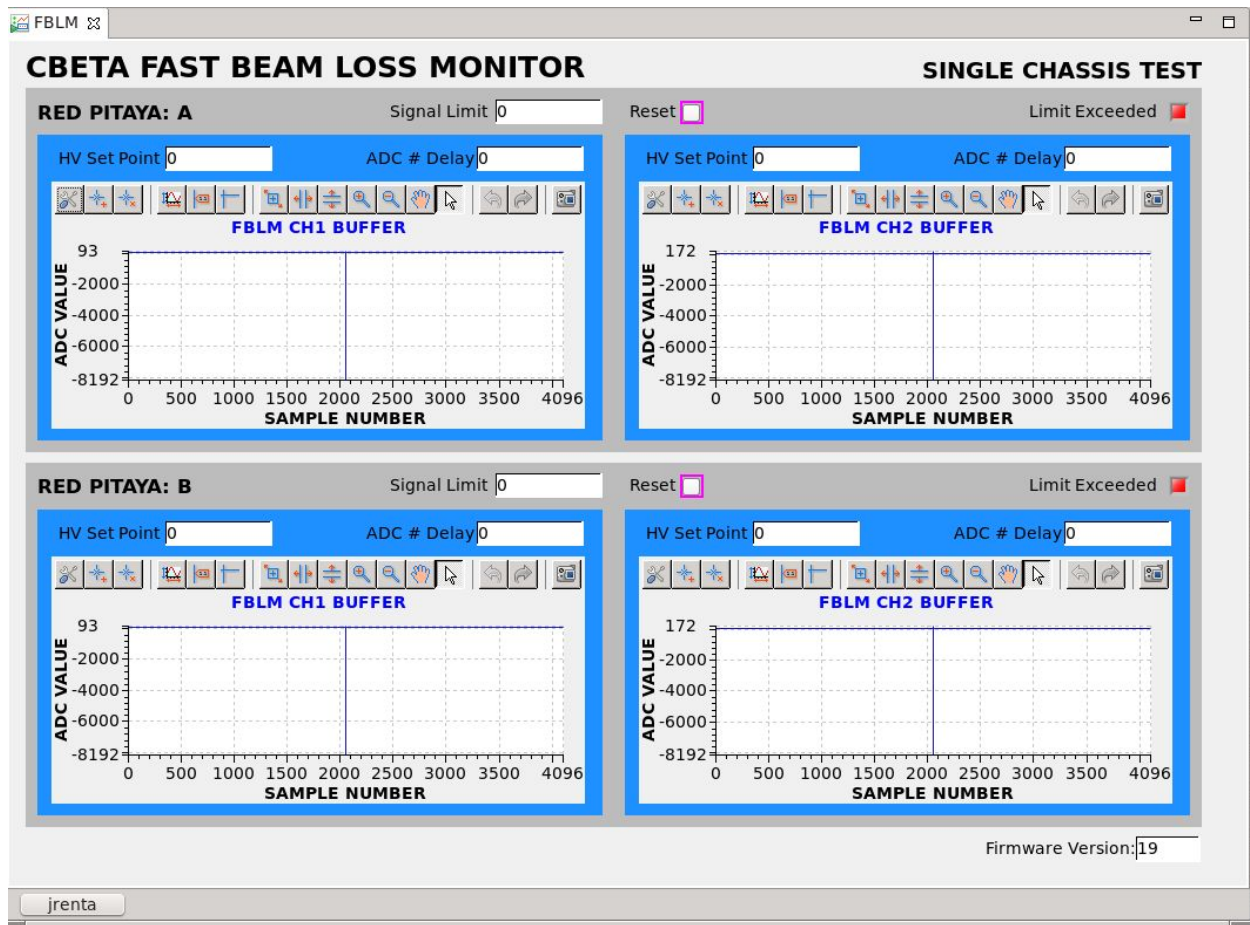 FBLM
CBETA FAST BEAM LOSS MONITOR
SINGLE CHASSIS TEST
RED PITAYA: A
Signal Limit 0
Reset
Limit Exceeded
HV Set Point 0
ADC # Delay 0
FBLM CH1 BUFFER
ADC VALUE
93
-2000
-4000
-6000
-8192
0 500 1000 1500 2000 2500 3000 3500 4096
SAMPLE NUMBER
HV Set Point 0
ADC # Delay 0
FBLM CH2 BUFFER
ADC VALUE
172
-2000
-4000
-6000
-8192
0 500 1000 1500 2000 2500 3000 3500 4096
SAMPLE NUMBER
RED PITAYA: B
Signal Limit 0
Reset
Limit Exceeded
HV Set Point 0
ADC # Delay 0
FBLM CH1 BUFFER
ADC VALUE
93
-2000
-4000
-6000
-8192
0 500 1000 1500 2000 2500 3000 3500 4096
SAMPLE NUMBER
HV Set Point 0
ADC # Delay 0
FBLM CH2 BUFFER
ADC VALUE
172
-2000
-4000
-6000
-8192
0 500 1000 1500 2000 2500 3000 3500 4096
SAMPLE NUMBER
Firmware Version: 19
jrenta